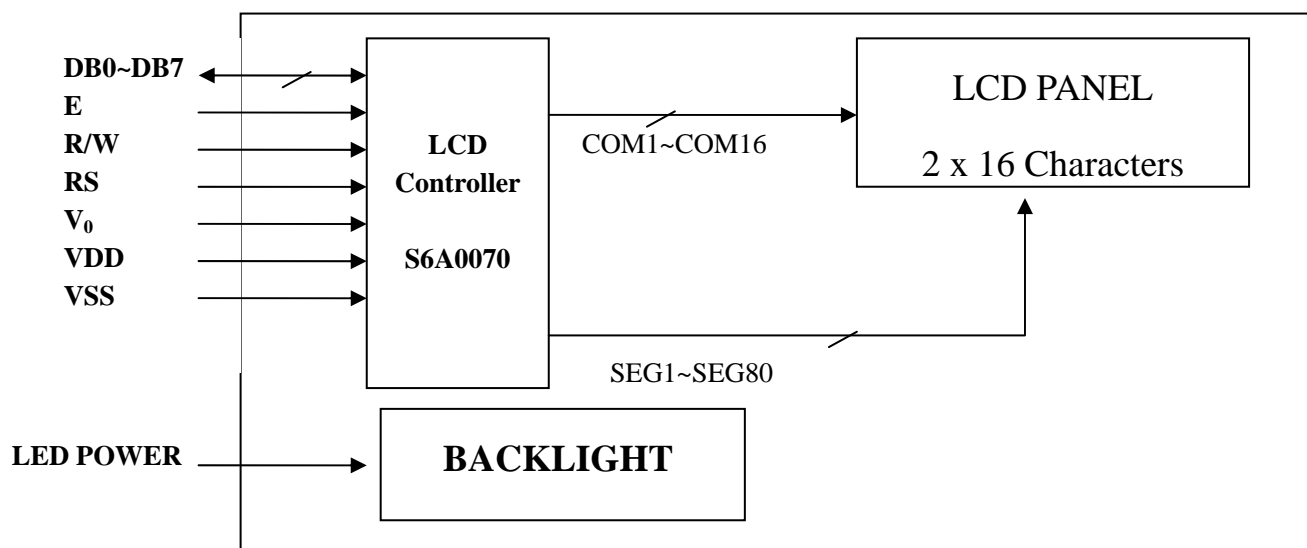 DB0~DB7
E
R/W
RS
V₀
VDD
VSS
LED POWER
LCD
Controller
S6A0070
COM1~COM16
SEG1~SEG80
LCD PANEL
2 x 16 Characters
BACKLIGHT